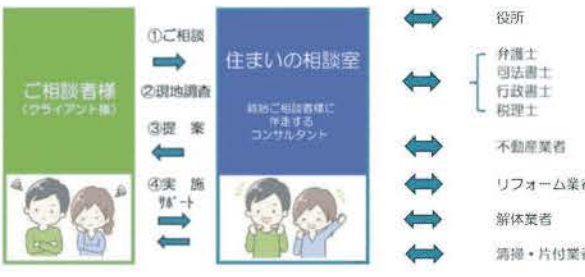 ご相談者様
(クライアント様)
①ご相談
②現地調査
③提 案
④実 施
ｻﾎﾟｰﾄ
住まいの相談室
終始ご相談者様に
伴走する
コンサルタント
役所
弁護士
司法書士
行政書士
税理士
不動産業者
リフォーム業者
解体業者
清掃・片付業者